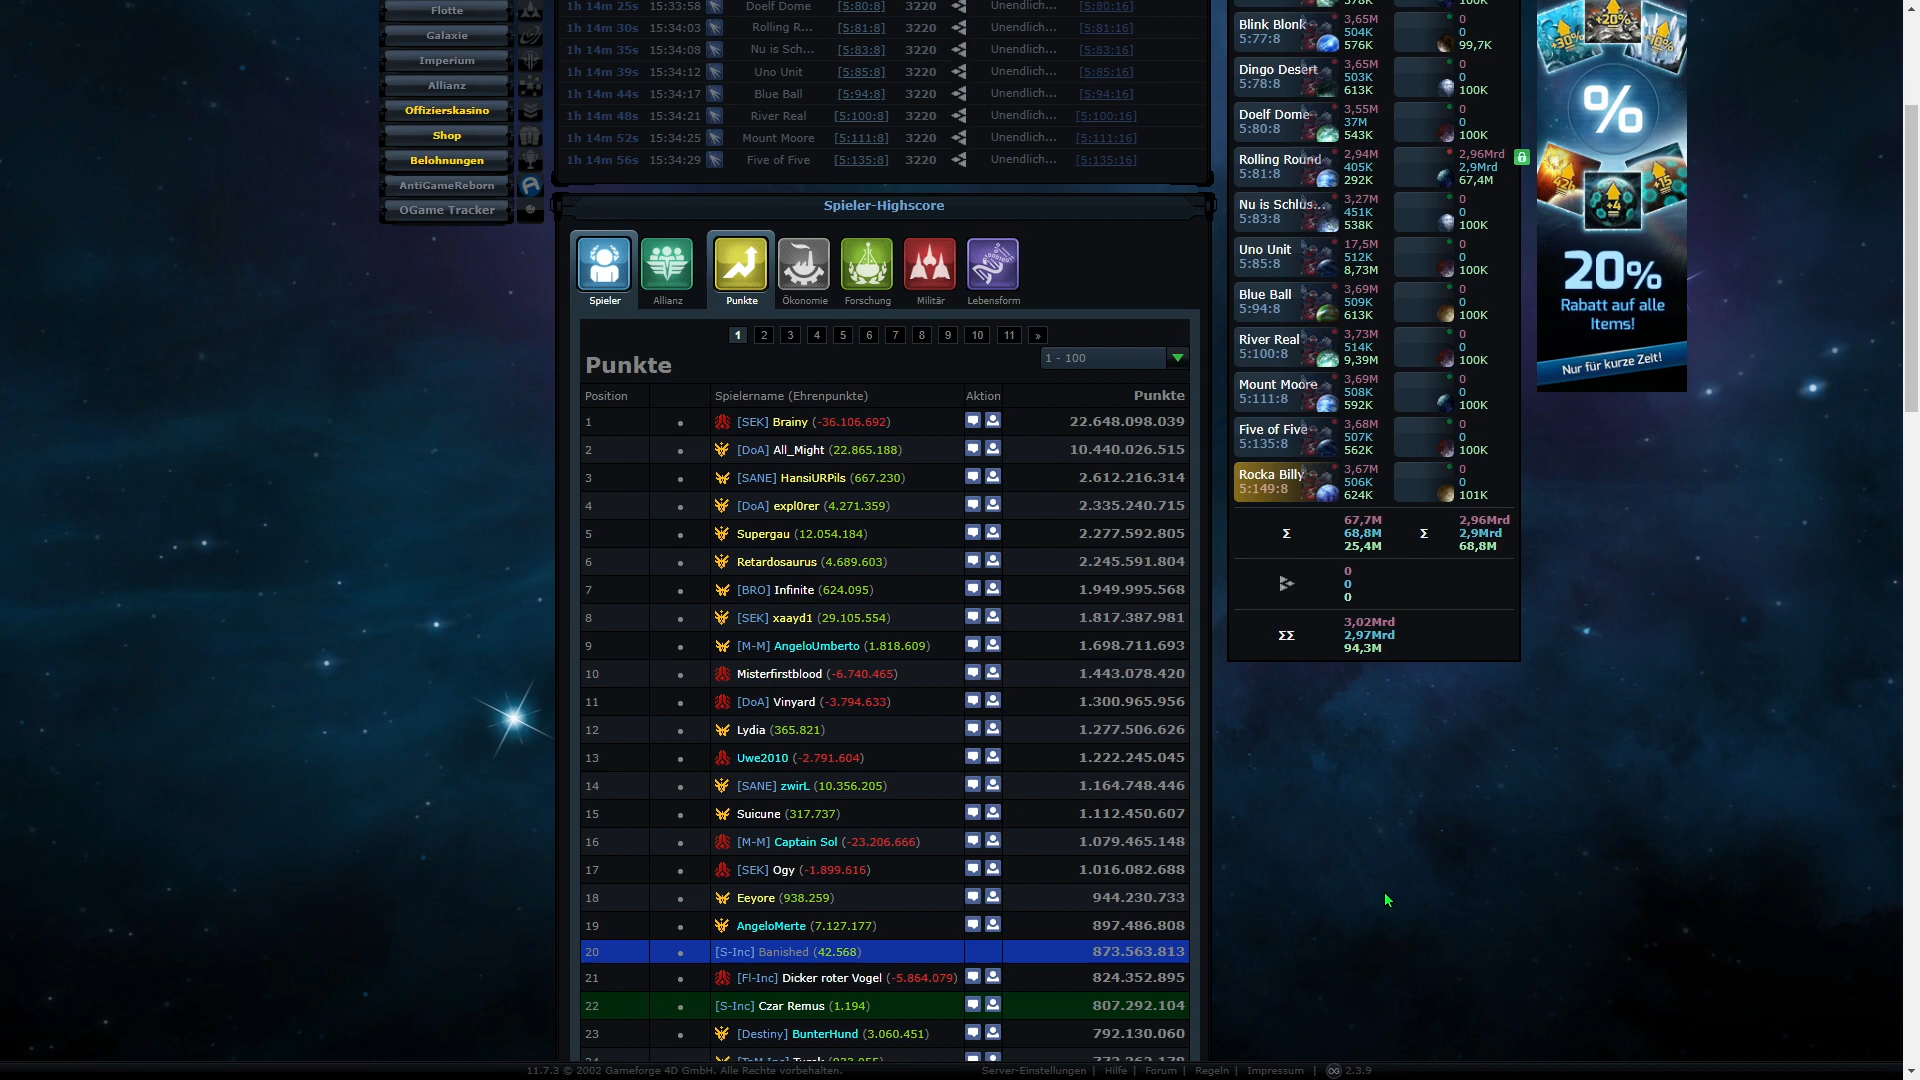 Flotte
Galaxie
Imperium
Allianz
Offizierskasino
Shop
Belohnungen
AntiGameReborn
OGame Tracker
1h 14m 25s 15:33:58 Doelf Dome [5:80:8] 3220 Unendlich... [5:80:16]
1h 14m 30s 15:34:03 Rolling R... [5:81:8] 3220 Unendlich... [5:81:16]
1h 14m 35s 15:34:08 Nu is Sch... [5:83:8] 3220 Unendlich... [5:83:16]
1h 14m 39s 15:34:12 Uno Unit [5:85:8] 3220 Unendlich... [5:85:16]
1h 14m 44s 15:34:17 Blue Ball [5:94:8] 3220 Unendlich... [5:94:16]
1h 14m 48s 15:34:21 River Real [5:100:8] 3220 Unendlich... [5:100:16]
1h 14m 52s 15:34:25 Mount Moore [5:111:8] 3220 Unendlich... [5:111:16]
1h 14m 56s 15:34:29 Five of Five [5:135:8] 3220 Unendlich... [5:135:16]
Spieler-Highscore
Spieler Allianz Punkte Ökonomie Forschung Militär Lebensform
1 2 3 4 5 6 7 8 9 10 11 »
1 - 100
Punkte
Position Spielername (Ehrenpunkte) Aktion Punkte
1 [SEK] Brainy (-36.106.692) 22.648.098.039
2 [DoA] All_Might (22.865.188) 10.440.026.515
3 [SANE] HansiURPils (667.230) 2.612.216.314
4 [DoA] expl0rer (4.271.359) 2.335.240.715
5 Supergau (12.054.184) 2.277.592.805
6 Retardosaurus (4.689.603) 2.245.591.804
7 [BRO] Infinite (624.095) 1.949.995.568
8 [SEK] xaayd1 (29.105.554) 1.817.387.981
9 [M-M] AngeloUmberto (1.818.609) 1.698.711.693
10 Misterfirstblood (-6.740.465) 1.443.078.420
11 [DoA] Vinyard (-3.794.633) 1.300.965.956
12 Lydia (365.821) 1.277.506.626
13 Uwe2010 (-2.791.604) 1.222.245.045
14 [SANE] zwirL (10.356.205) 1.164.748.446
15 Suicune (317.737) 1.112.450.607
16 [M-M] Captain Sol (-23.206.666) 1.079.465.148
17 [SEK] Ogy (-1.899.616) 1.016.082.688
18 Eeyore (938.259) 944.230.733
19 AngeloMerte (7.127.177) 897.486.808
20 [S-Inc] Banished (42.568) 873.563.813
21 [Fl-Inc] Dicker roter Vogel (-5.864.079) 824.352.895
22 [S-Inc] Czar Remus (1.194) 807.292.104
23 [Destiny] BunterHund (3.060.451) 792.130.060
Blink Blonk 3,65M 0
5:77:8 504K 0
576K 99,7K
Dingo Desert 3,65M 0
5:78:8 503K 0
613K 100K
Doelf Dome 3,55M 0
5:80:8 37M 0
543K 100K
Rolling Round 2,94M 2,96Mrd
5:81:8 405K 2,9Mrd
292K 67,4M
Nu is Schlus... 3,27M 0
5:83:8 451K 0
538K 100K
Uno Unit 17,5M 0
5:85:8 512K 0
8,73M 100K
Blue Ball 3,69M 0
5:94:8 509K 0
613K 100K
River Real 3,73M 0
5:100:8 514K 0
9,39M 100K
Mount Moore 3,69M 0
5:111:8 508K 0
592K 100K
Five of Five 3,68M 0
5:135:8 507K 0
562K 100K
Rocka Billy 3,67M 0
5:149:8 506K 0
624K 101K
67,7M 2,96Mrd
Σ 68,8M Σ 2,9Mrd
25,4M 68,8M
0
0
0
3,02Mrd
ΣΣ 2,97Mrd
94,3M
+30% +20% +10%
%
42h +4 +15
20%
Rabatt auf alle
Items!
Nur für kurze Zeit!
11.7.3 © 2002 Gameforge 4D GmbH. Alle Rechte vorbehalten.
Server-Einstellungen | Hilfe | Forum | Regeln | Impressum | OG 2.3.9